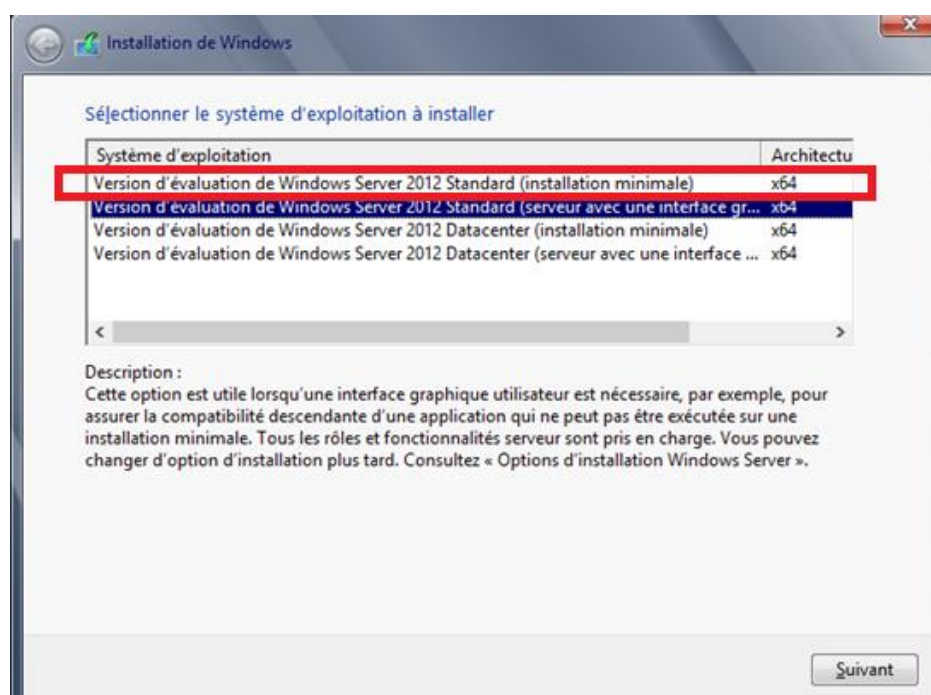 Installation de Windows
Sélectionner le système d'exploitation à installer
Système d'exploitation Architectu
Version d'évaluation de Windows Server 2012 Standard (installation minimale) x64
Version d'évaluation de Windows Server 2012 Standard (serveur avec une interface gr... x64
Version d'évaluation de Windows Server 2012 Datacenter (installation minimale) x64
Version d'évaluation de Windows Server 2012 Datacenter (serveur avec une interface ... x64
Description :
Cette option est utile lorsqu'une interface graphique utilisateur est nécessaire, par exemple, pour
assurer la compatibilité descendante d'une application qui ne peut pas être exécutée sur une
installation minimale. Tous les rôles et fonctionnalités serveur sont pris en charge. Vous pouvez
changer d'option d'installation plus tard. Consultez « Options d'installation Windows Server ».
Suivant